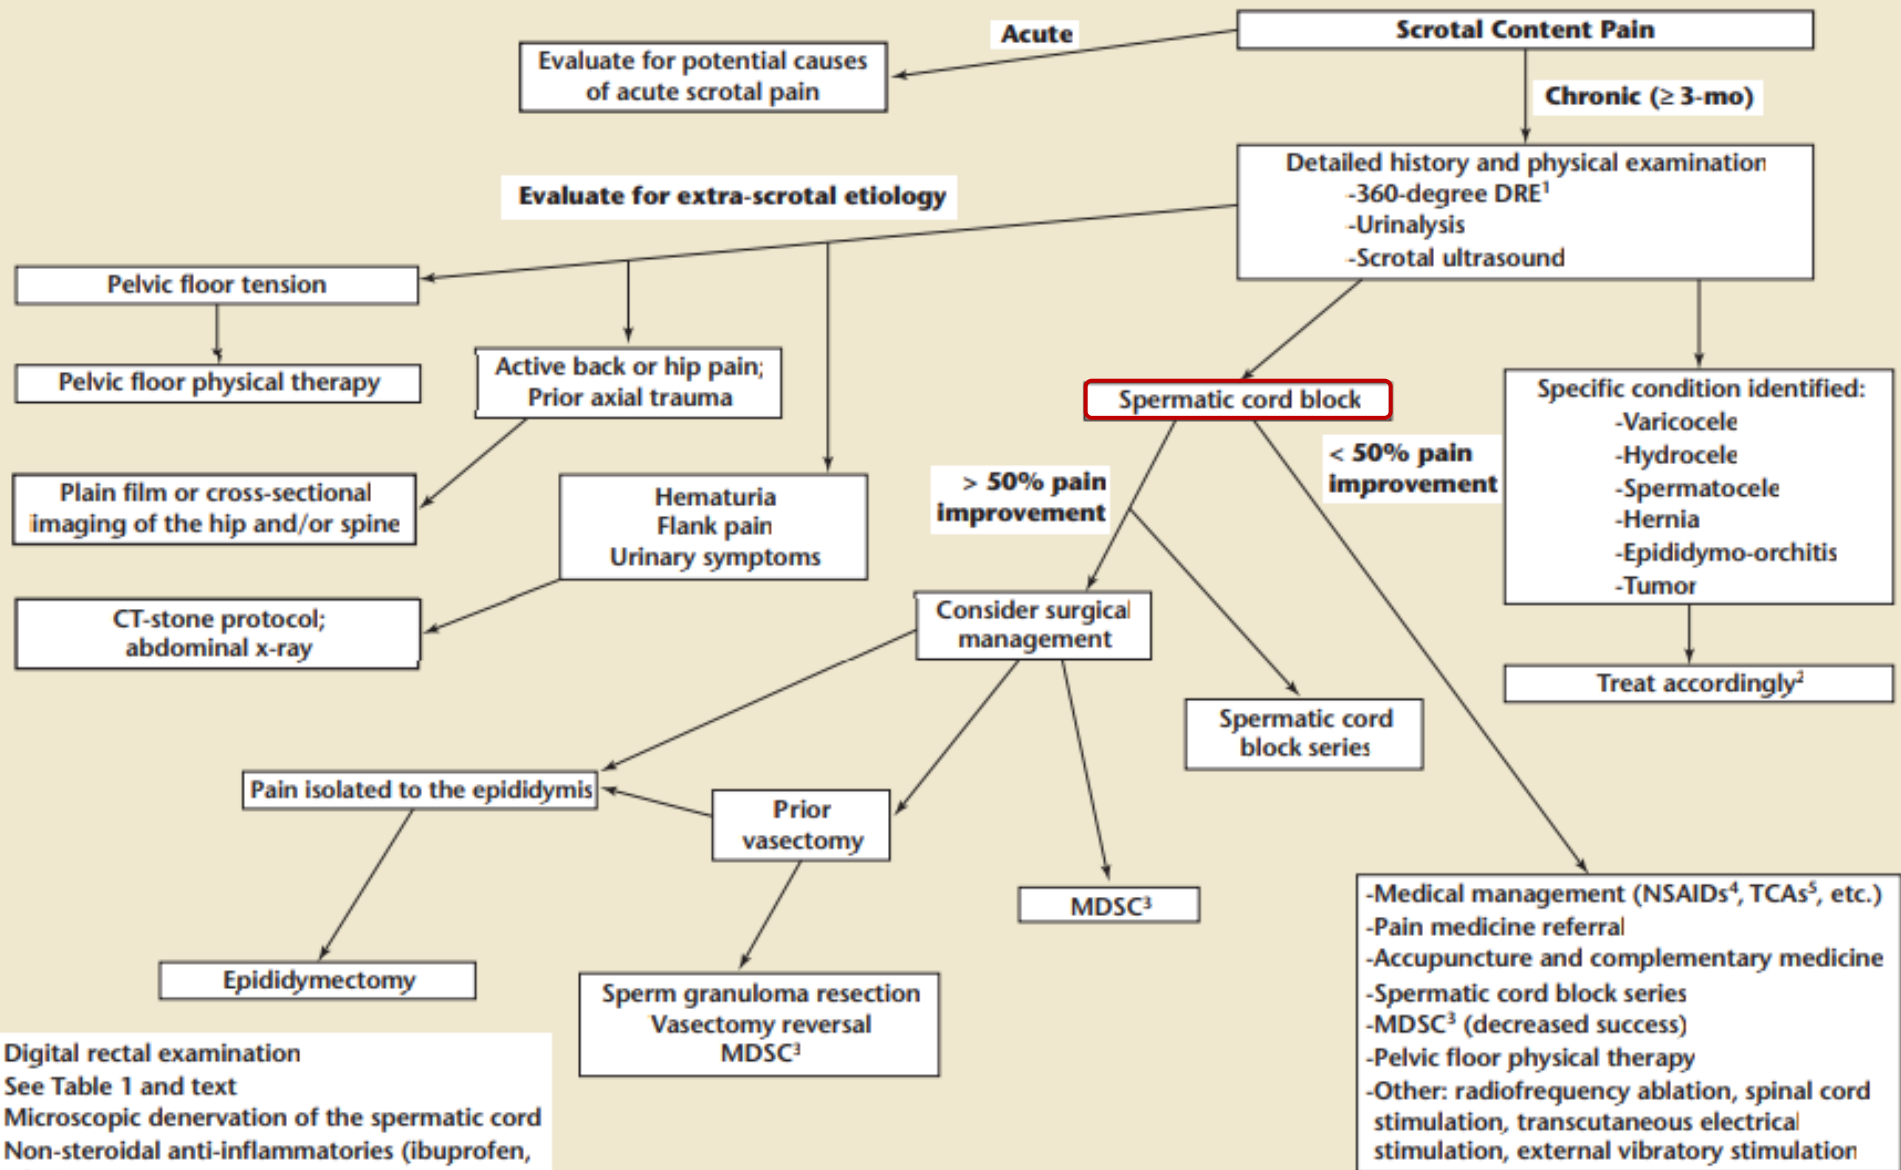 Scrotal Content Pain
Acute
Evaluate for potential causes
of acute scrotal pain
Chronic (≥ 3-mo)
Detailed history and physical examination
-360-degree DRE¹
-Urinalysis
-Scrotal ultrasound
Evaluate for extra-scrotal etiology
Pelvic floor tension
Pelvic floor physical therapy
Active back or hip pain;
Prior axial trauma
Plain film or cross-sectional
imaging of the hip and/or spine
Hematuria
Flank pain
Urinary symptoms
CT-stone protocol;
abdominal x-ray
Spermatic cord block
> 50% pain
improvement
< 50% pain
improvement
Specific condition identified:
-Varicocele
-Hydrocele
-Spermatocele
-Hernia
-Epididymo-orchitis
-Tumor
Treat accordingly²
Consider surgical
management
Spermatic cord
block series
Pain isolated to the epididymis
Prior
vasectomy
MDSC³
Epididymectomy
Sperm granuloma resection
Vasectomy reversal
MDSC³
-Medical management (NSAIDs⁴, TCAs⁵, etc.)
-Pain medicine referral
-Accupuncture and complementary medicine
-Spermatic cord block series
-MDSC³ (decreased success)
-Pelvic floor physical therapy
-Other: radiofrequency ablation, spinal cord
stimulation, transcutaneous electrical
stimulation, external vibratory stimulation
Digital rectal examination
See Table 1 and text
Microscopic denervation of the spermatic cord
Non-steroidal anti-inflammatories (ibuprofen,